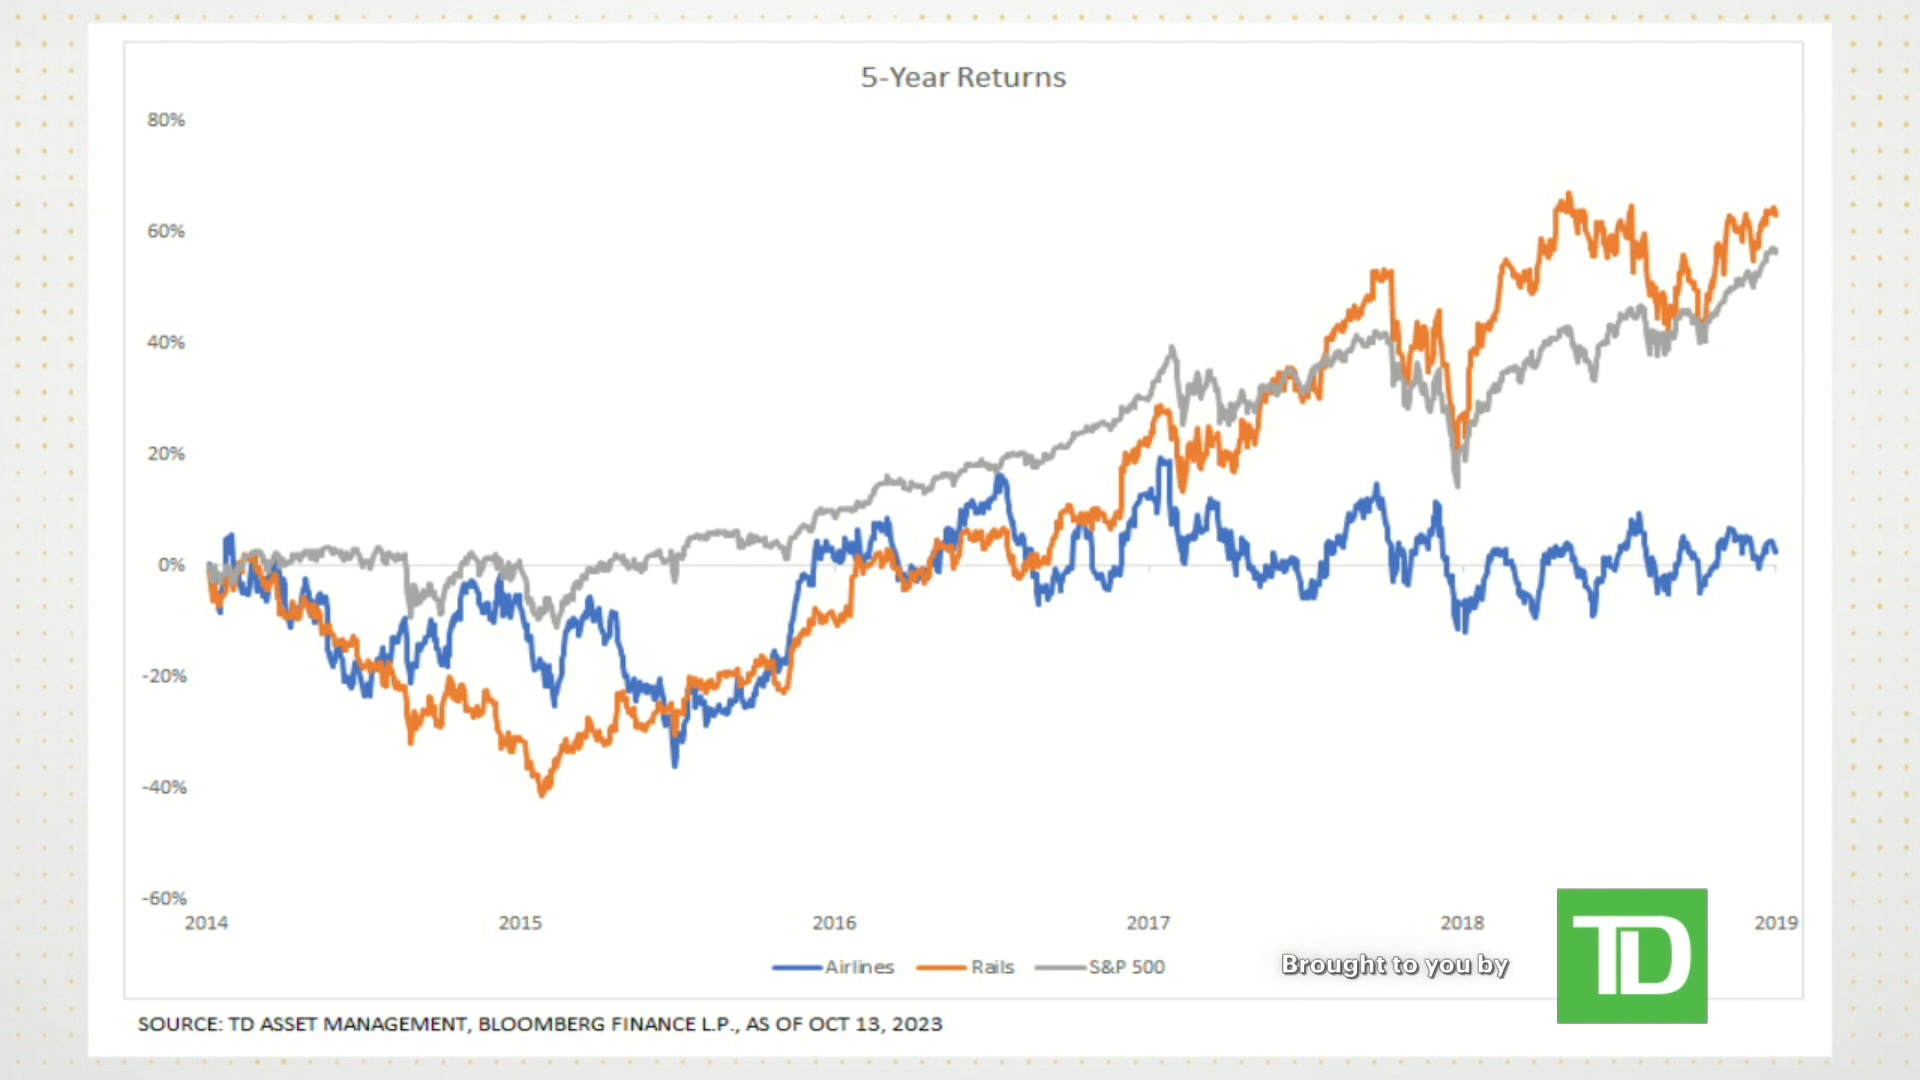 5-Year Returns
80%
60%
40%
20%
0%
-20%
-40%
-60%
2014 2015 2016 2017 2018 2019
Airlines Rails S&P 500
Brought to you by
TD
SOURCE: TD ASSET MANAGEMENT, BLOOMBERG FINANCE L.P., AS OF OCT 13, 2023